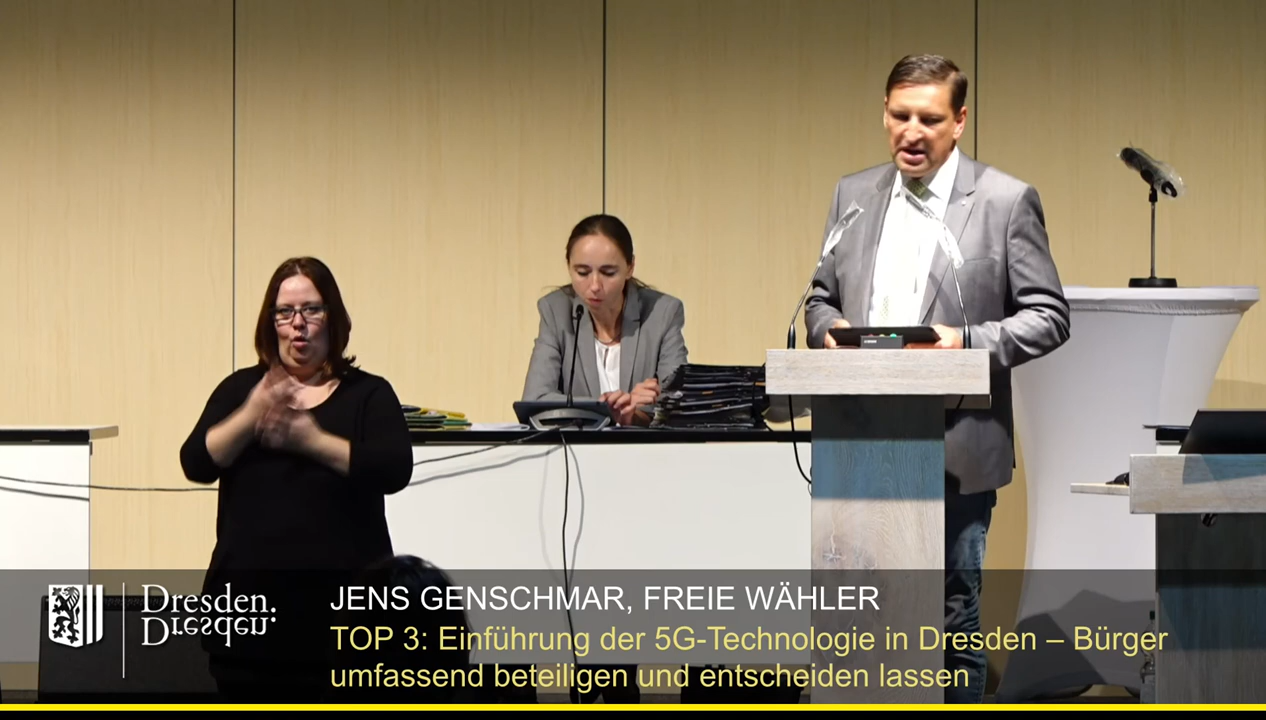 Dresden.
Dresden.
JENS GENSCHMAR, FREIE WÄHLER
TOP 3: Einführung der 5G-Technologie in Dresden – Bürger
umfassend beteiligen und entscheiden lassen